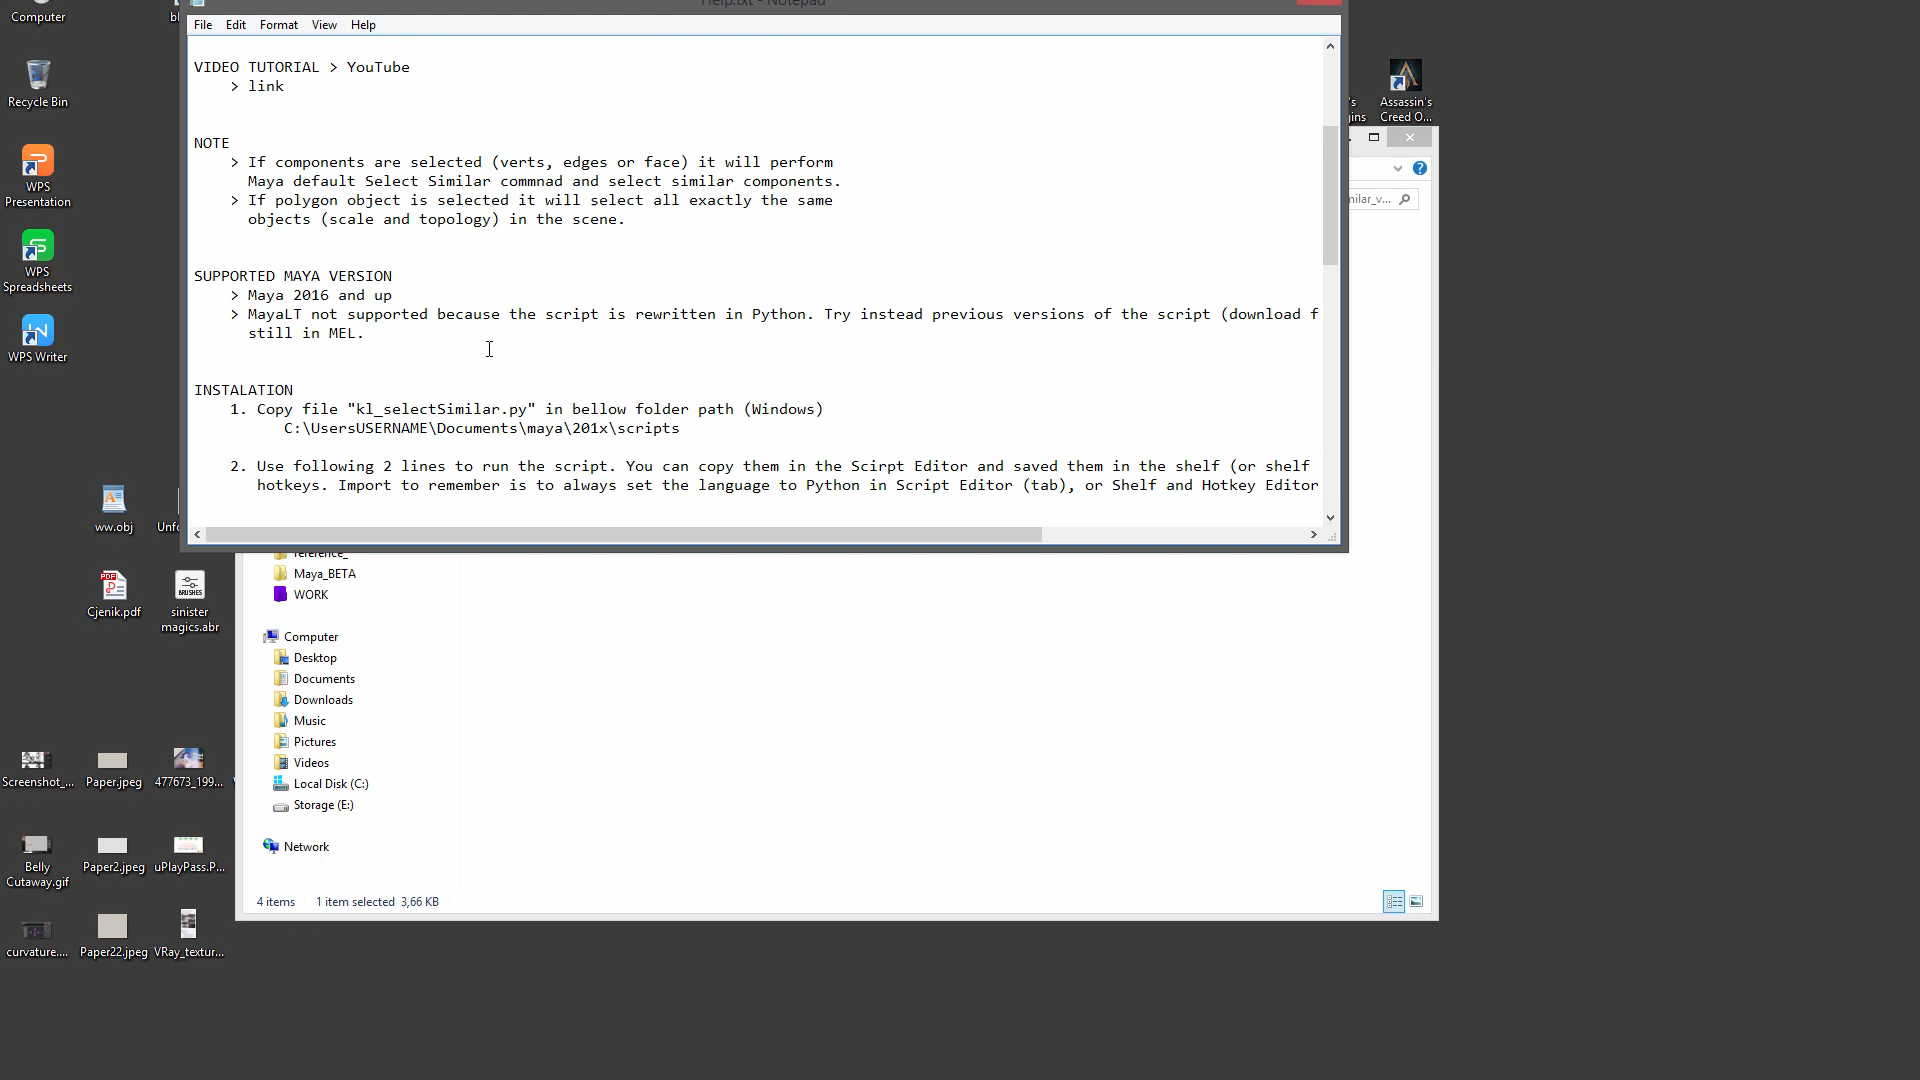 Help.txt - Notepad
File Edit Format View Help
VIDEO TUTORIAL > YouTube
> link
NOTE
> If components are selected (verts, edges or face) it will perform
Maya default Select Similar commnad and select similar components.
> If polygon object is selected it will select all exactly the same
objects (scale and topology) in the scene.
SUPPORTED MAYA VERSION
> Maya 2016 and up
> MayaLT not supported because the script is rewritten in Python. Try instead previous versions of the script (download f
still in MEL.
INSTALATION
1. Copy file "kl_selectSimilar.py" in bellow folder path (Windows)
C:\UsersUSERNAME\Documents\maya\201x\scripts
2. Use following 2 lines to run the script. You can copy them in the Scirpt Editor and saved them in the shelf (or shelf
hotkeys. Import to remember is to always set the language to Python in Script Editor (tab), or Shelf and Hotkey Editor
Computer
Recycle Bin
WPS
Presentation
WPS
Spreadsheets
WPS
WPS Writer
ww.obj
Unfo
Cjenik.pdf
BRUSHES
sinister
magics.abr
Screenshot_...
Paper.jpeg
477673_199...
Belly
Cutaway.gif
Paper2.jpeg
uPlayPass.P...
curvature....
Paper22.jpeg
VRay_textur...
's
gins
Assassin's
Creed O...
milar_v...
reference_
Maya_BETA
WORK
Computer
Desktop
Documents
Downloads
Music
Pictures
Videos
Local Disk (C:)
Storage (E:)
Network
4 items 1 item selected 3,66 KB